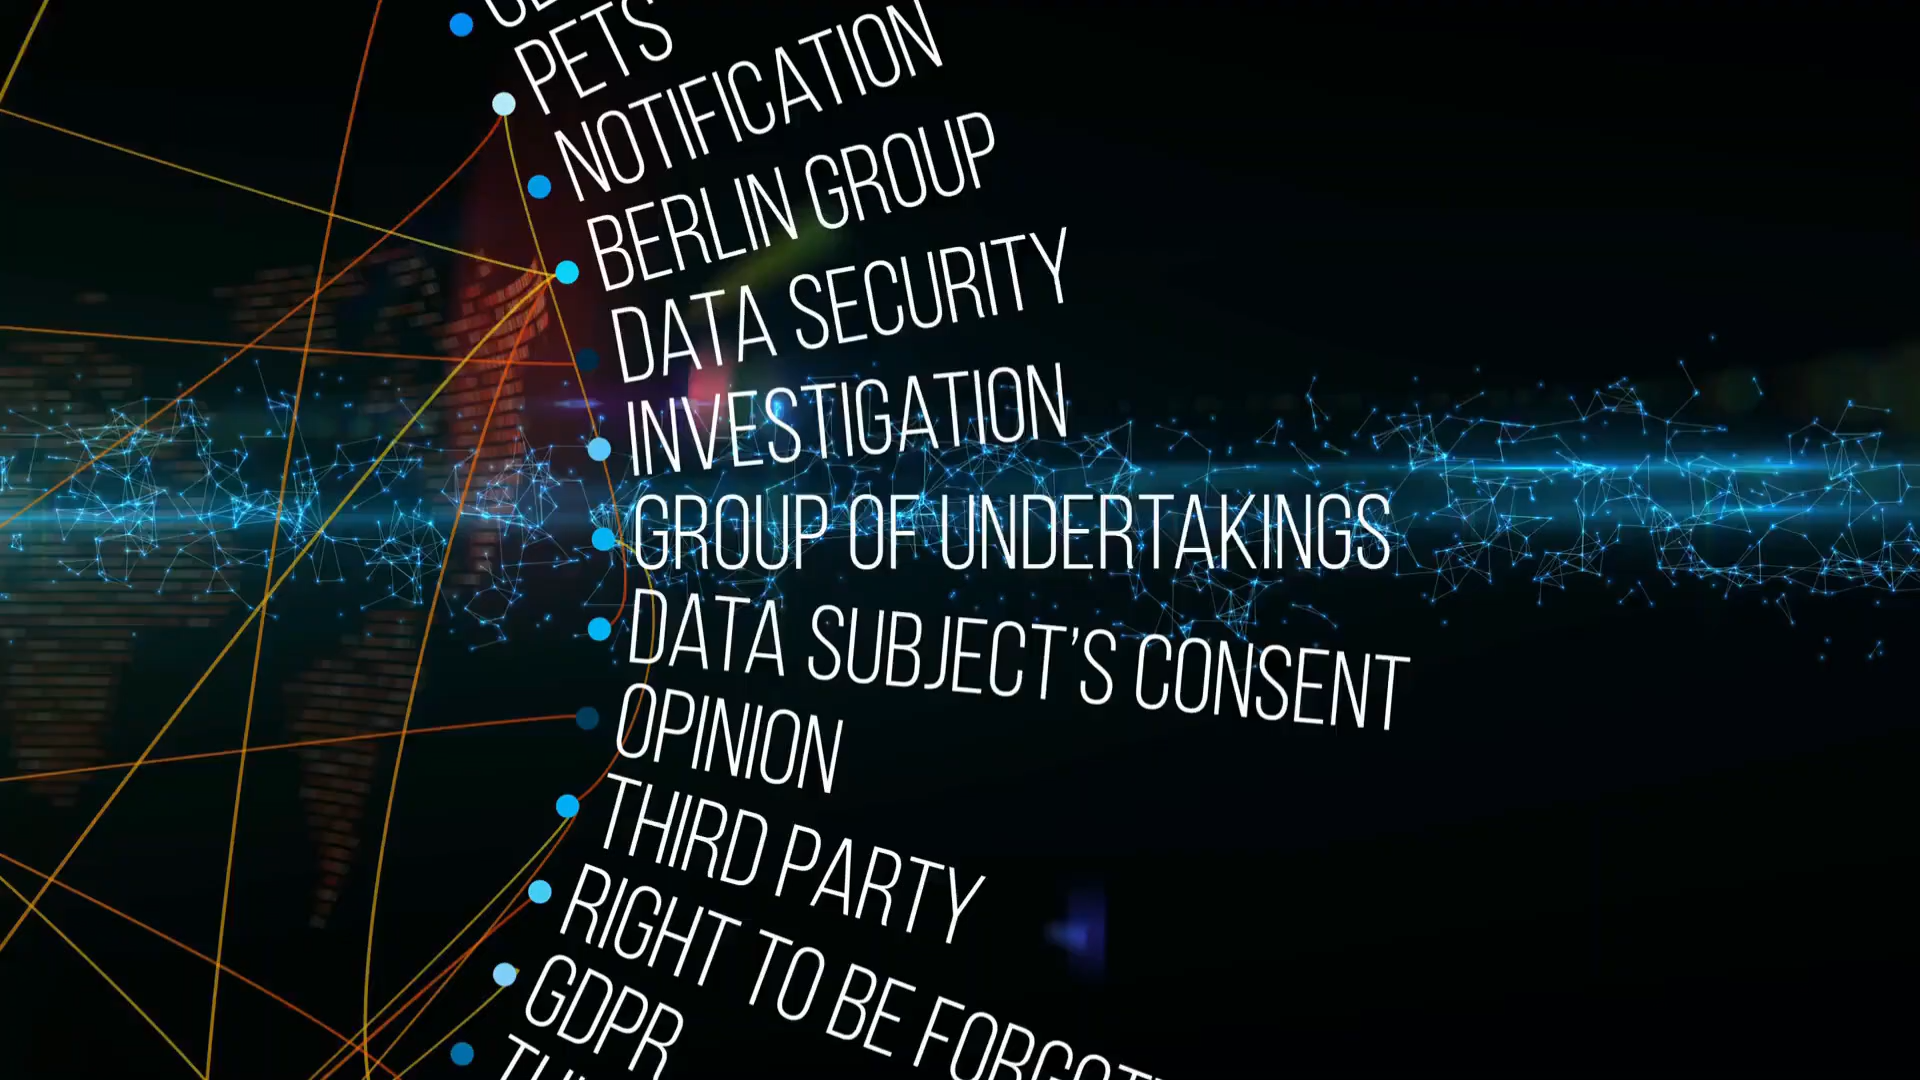 PETS
NOTIFICATION
BERLIN GROUP
DATA SECURITY
INVESTIGATION
GROUP OF UNDERTAKINGS
DATA SUBJECT'S CONSENT
OPINION
THIRD PARTY
RIGHT TO BE
GDPR